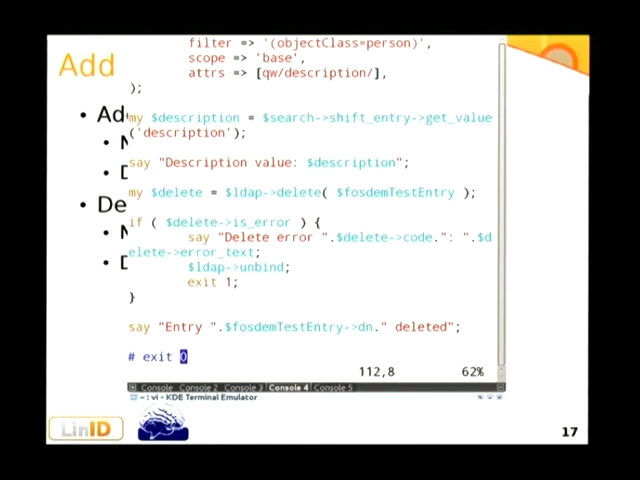 Add
filter => '(objectClass=person)',
scope => 'base',
attrs => [qw/description/],
);
• Ad
my $description = $search->shift_entry->get_value
('description');
• N
say "Description value: $description";
• D
my $delete = $ldap->delete( $fosdemTestEntry );
• De
if ( $delete->is_error ) {
• N
say "Delete error ".$delete->code.": ".$d
elete->error_text;
• D
$ldap->unbind;
exit 1;
}
say "Entry ".$fosdemTestEntry->dn." deleted";
# exit 0
112,8 62%
Console Console 2 Console 3 Console 4 Console 5
~ : vi - KDE Terminal Emulator
LinID
17